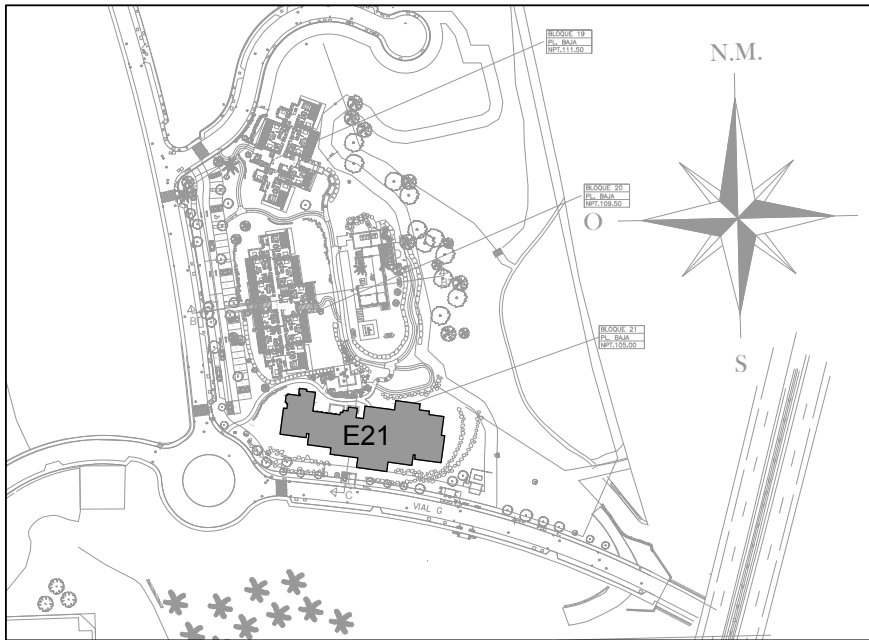 BLOQUE 19
PL. BAJA
NPT.111.50
N.M.
BLOQUE 20
PL. BAJA
NPT.109.50
O
BLOQUE 21
PL. BAJA
NPT.105.00
S
A
B
E21
C
VIAL G